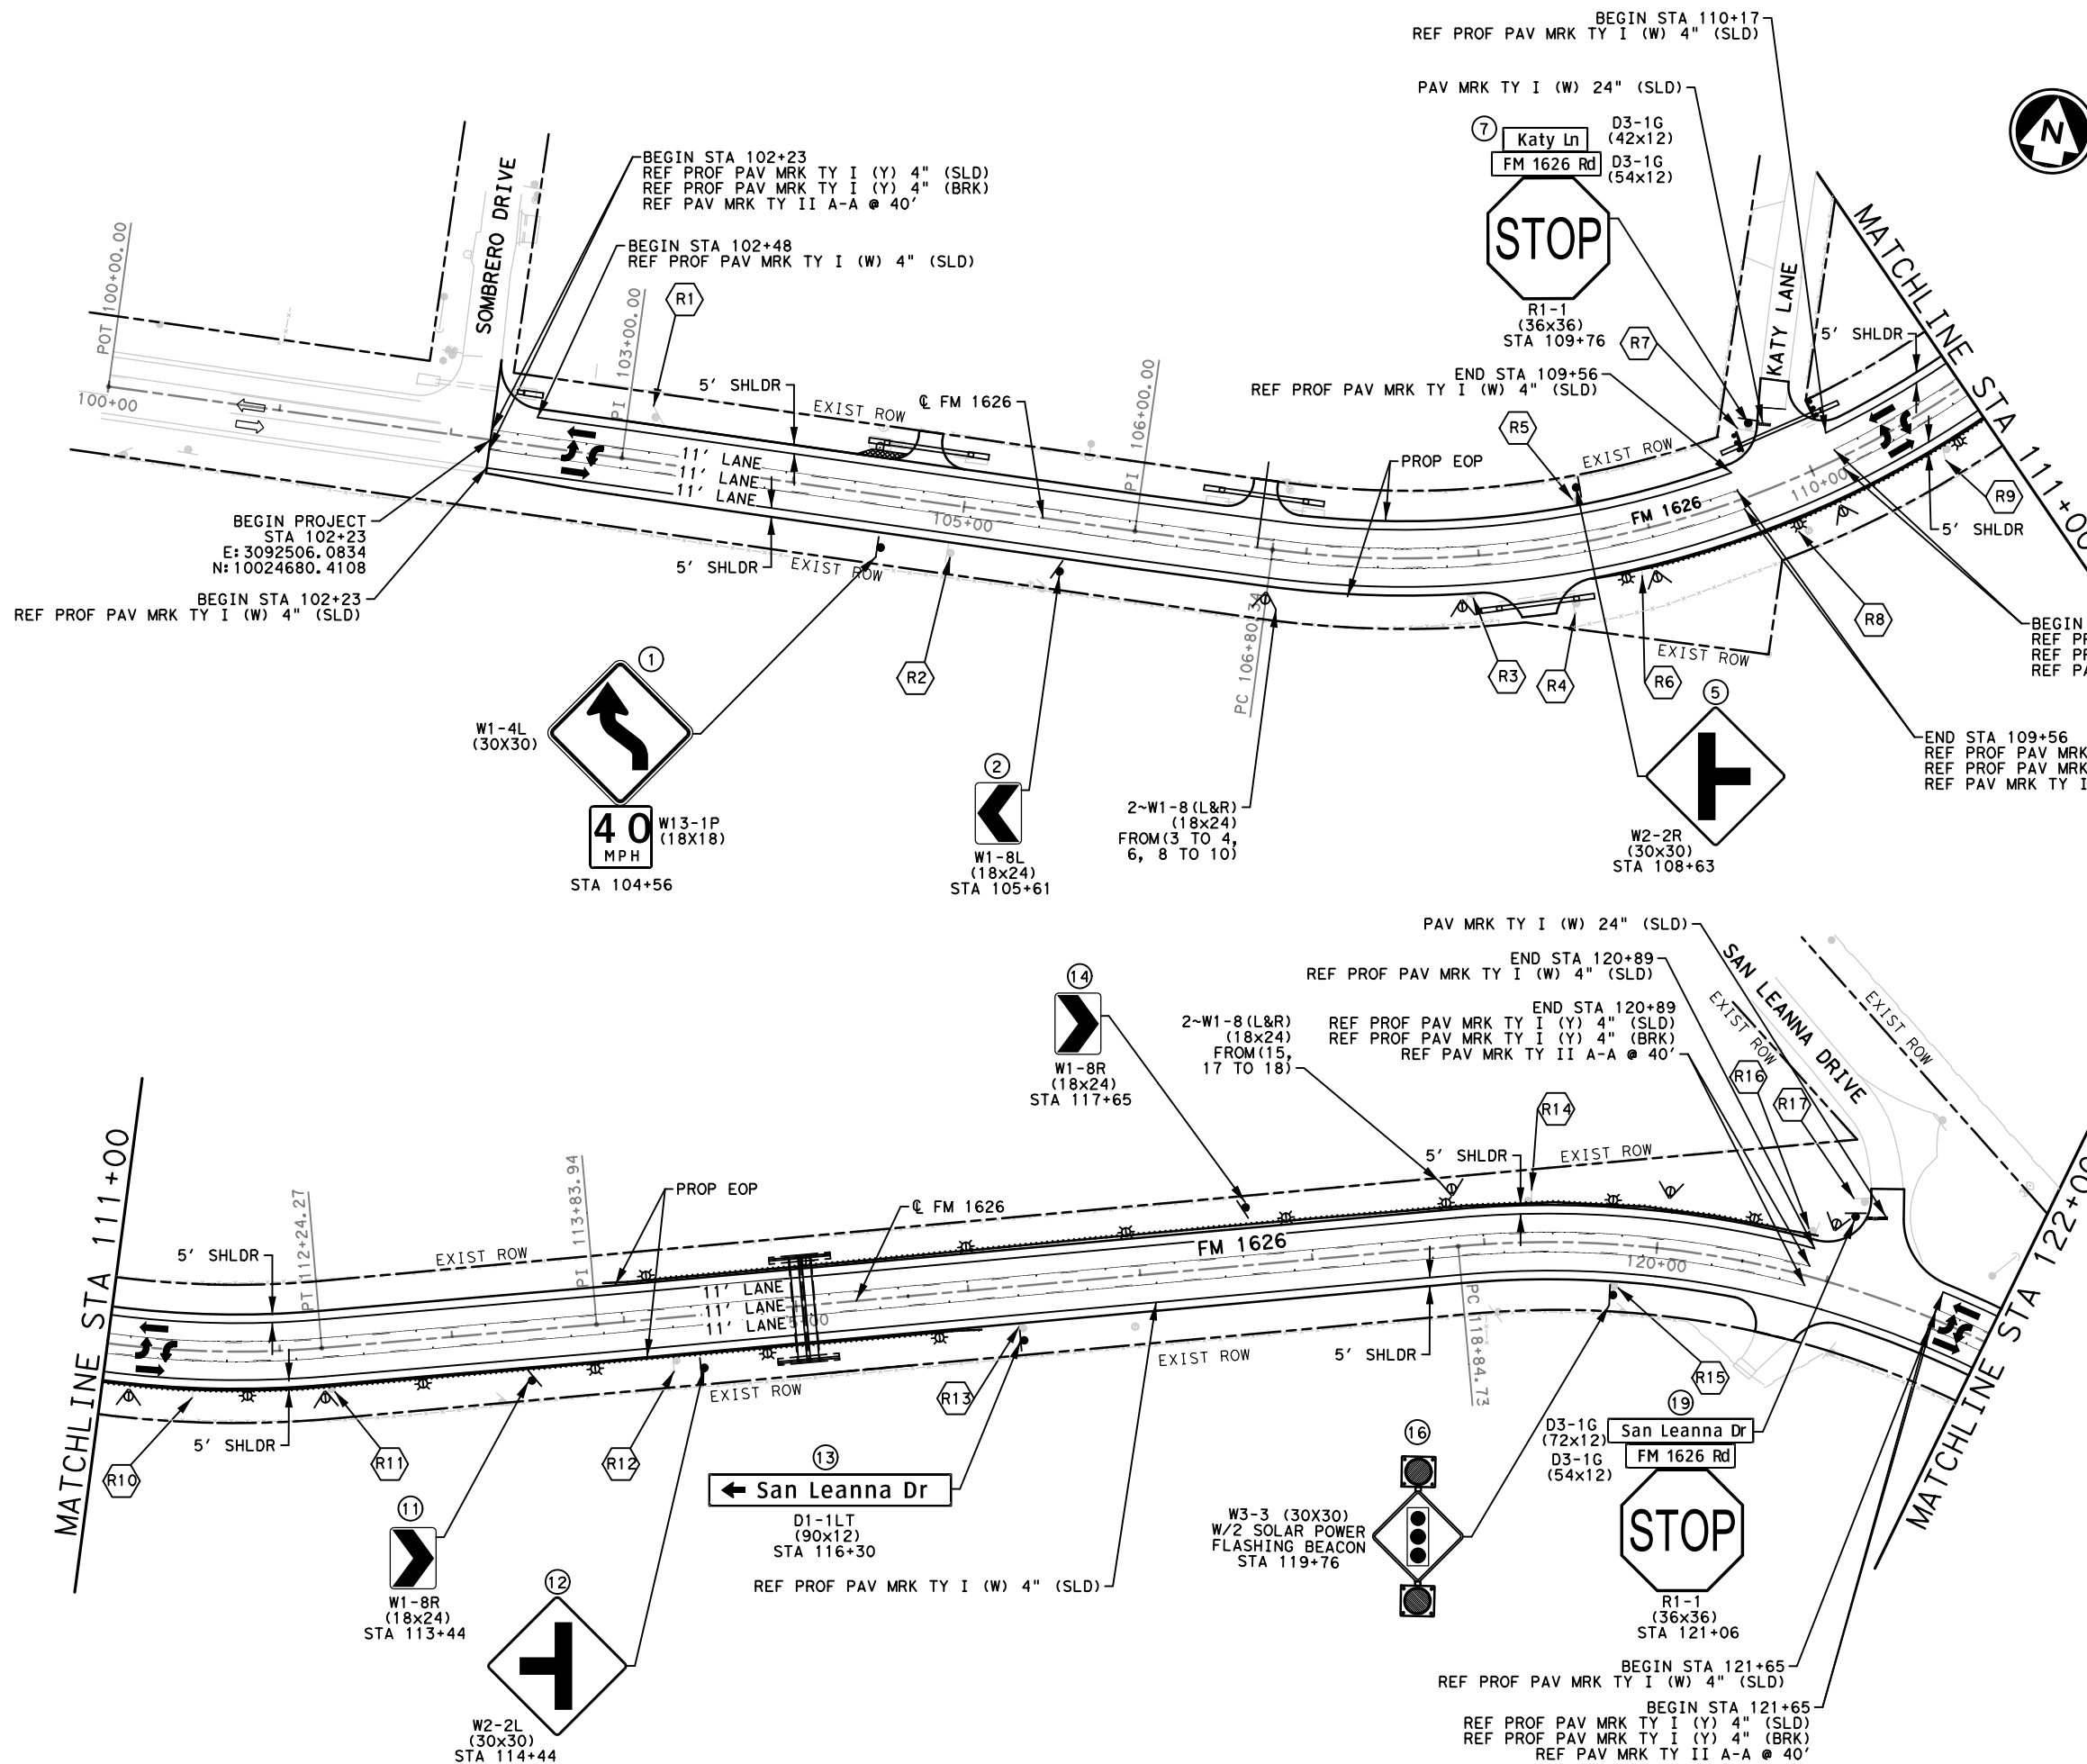 BEGIN STA 110+17
REF PROF PAV MRK TY I (W) 4" (SLD)
PAV MRK TY I (W) 24" (SLD)
7
Katy Ln
D3-1G
(42x12)
FM 1626 Rd
D3-1G
(54x12)
STOP
R1-1
(36x36)
STA 109+76
N
BEGIN STA 102+23
REF PROF PAV MRK TY I (Y) 4" (SLD)
REF PROF PAV MRK TY I (Y) 4" (BRK)
REF PAV MRK TY II A-A @ 40'
BEGIN STA 102+48
REF PROF PAV MRK TY I (W) 4" (SLD)
SOMBRERO DRIVE
POT 100+00.00
100+00
PI 103+00.00
R1
5' SHLDR
EXIST ROW
℄ FM 1626
PI 106+00.00
END STA 109+56
REF PROF PAV MRK TY I (W) 4" (SLD)
R7
KATY LANE
5' SHLDR
MATCHLINE STA 111+00
R5
EXIST ROW
PROP EOP
11' LANE
11' LANE
11' LANE
105+00
FM 1626
110+00
R9
5' SHLDR
BEGIN PROJECT
STA 102+23
E:3092506.0834
N:10024680.4108
BEGIN STA 102+23
REF PROF PAV MRK TY I (W) 4" (SLD)
5' SHLDR
EXIST ROW
R2
PC 106+80.34
R3
R4
R6
EXIST ROW
R8
BEGIN
REF PR
REF PR
REF PA
1
W1-4L
(30X30)
40
MPH
W13-1P
(18X18)
STA 104+56
2
W1-8L
(18x24)
STA 105+61
2~W1-8(L&R)
(18x24)
FROM(3 TO 4,
6, 8 TO 10)
5
W2-2R
(30x30)
STA 108+63
END STA 109+56
REF PROF PAV MRK
REF PROF PAV MRK
REF PAV MRK TY I
PAV MRK TY I (W) 24" (SLD)
END STA 120+89
REF PROF PAV MRK TY I (W) 4" (SLD)
END STA 120+89
REF PROF PAV MRK TY I (Y) 4" (SLD)
REF PROF PAV MRK TY I (Y) 4" (BRK)
REF PAV MRK TY II A-A @ 40'
14
W1-8R
(18x24)
STA 117+65
2~W1-8(L&R)
(18x24)
FROM(15,
17 TO 18)
SAN LEANNA DRIVE
EXIST ROW
EXIST ROW
R16
R17
R14
5' SHLDR
EXIST ROW
MATCHLINE STA 111+00
5' SHLDR
PT 112+24.27
EXIST ROW
PI 113+83.94
PROP EOP
℄ FM 1626
FM 1626
11' LANE
11' LANE
11' LANE
5+00
120+00
PC 118+84.73
MATCHLINE STA 122+00
5' SHLDR
R10
R11
R12
EXIST ROW
R13
EXIST ROW
5' SHLDR
R15
11
W1-8R
(18x24)
STA 113+44
12
W2-2L
(30x30)
STA 114+44
13
San Leanna Dr
D1-1LT
(90x12)
STA 116+30
REF PROF PAV MRK TY I (W) 4" (SLD)
16
W3-3 (30X30)
W/2 SOLAR POWER
FLASHING BEACON
STA 119+76
19
D3-1G
(72x12)
San Leanna Dr
D3-1G
(54x12)
FM 1626 Rd
STOP
R1-1
(36x36)
STA 121+06
BEGIN STA 121+65
REF PROF PAV MRK TY I (W) 4" (SLD)
BEGIN STA 121+65
REF PROF PAV MRK TY I (Y) 4" (SLD)
REF PROF PAV MRK TY I (Y) 4" (BRK)
REF PAV MRK TY II A-A @ 40'